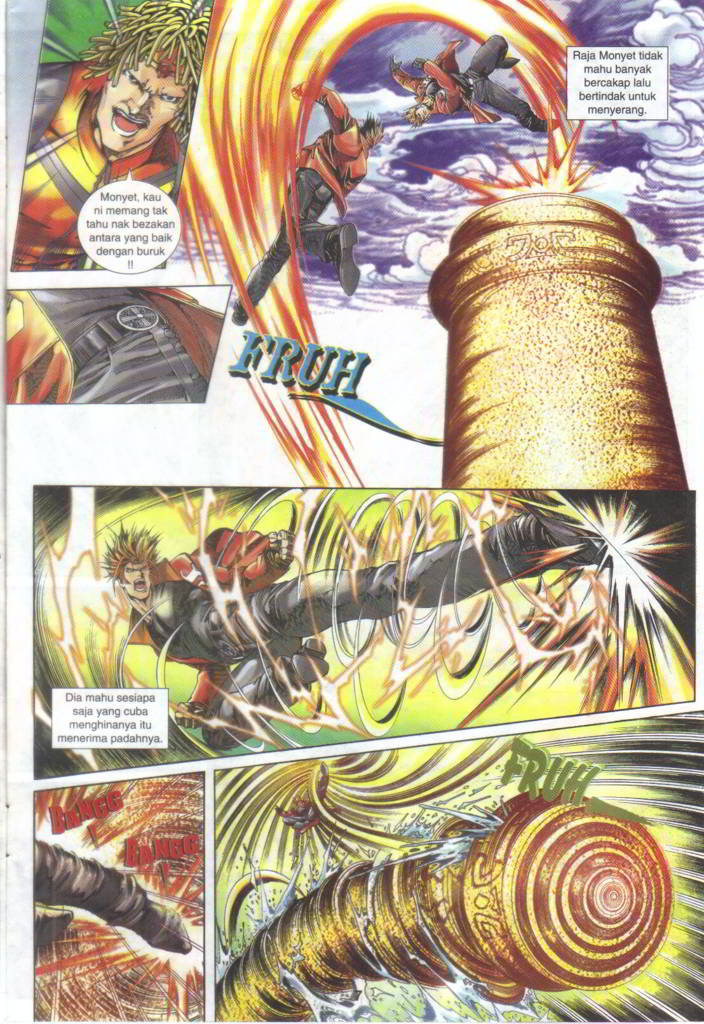 Raja Monyet tidak
mahu banyak
bercakap lalu
bertindak untuk
menyerang.
Monyet, kau
ni memang tak
tahu nak bezakan
antara yang baik
dengan buruk
!!
FRUH
Dia mahu sesiapa
saja yang cuba
menghinanya itu
menerima padahnya.
BANGG
!
BANGG
!
FRUH